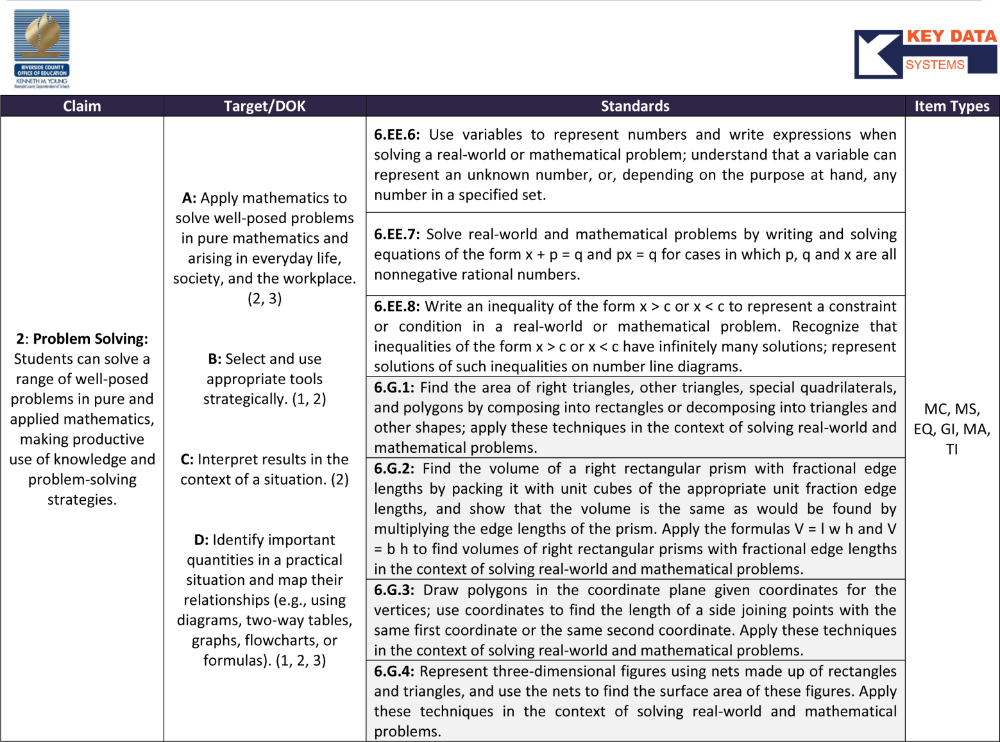 RIVERSIDE COUNTY
OFFICE OF EDUCATION
KENNETH M. YOUNG
Riverside County Superintendent of Schools
KEY DATA
SYSTEMS
Claim
Target/DOK
Standards
Item Types
2: Problem Solving:
Students can solve a
range of well-posed
problems in pure and
applied mathematics,
making productive
use of knowledge and
problem-solving
strategies.
A: Apply mathematics to
solve well-posed problems
in pure mathematics and
arising in everyday life,
society, and the workplace.
(2, 3)
B: Select and use
appropriate tools
strategically. (1, 2)
C: Interpret results in the
context of a situation. (2)
D: Identify important
quantities in a practical
situation and map their
relationships (e.g., using
diagrams, two-way tables,
graphs, flowcharts, or
formulas). (1, 2, 3)
6.EE.6: Use variables to represent numbers and write expressions when
solving a real-world or mathematical problem; understand that a variable can
represent an unknown number, or, depending on the purpose at hand, any
number in a specified set.
6.EE.7: Solve real-world and mathematical problems by writing and solving
equations of the form x + p = q and px = q for cases in which p, q and x are all
nonnegative rational numbers.
6.EE.8: Write an inequality of the form x > c or x < c to represent a constraint
or condition in a real-world or mathematical problem. Recognize that
inequalities of the form x > c or x < c have infinitely many solutions; represent
solutions of such inequalities on number line diagrams.
6.G.1: Find the area of right triangles, other triangles, special quadrilaterals,
and polygons by composing into rectangles or decomposing into triangles and
other shapes; apply these techniques in the context of solving real-world and
mathematical problems.
6.G.2: Find the volume of a right rectangular prism with fractional edge
lengths by packing it with unit cubes of the appropriate unit fraction edge
lengths, and show that the volume is the same as would be found by
multiplying the edge lengths of the prism. Apply the formulas V = l w h and V
= b h to find volumes of right rectangular prisms with fractional edge lengths
in the context of solving real-world and mathematical problems.
6.G.3: Draw polygons in the coordinate plane given coordinates for the
vertices; use coordinates to find the length of a side joining points with the
same first coordinate or the same second coordinate. Apply these techniques
in the context of solving real-world and mathematical problems.
6.G.4: Represent three-dimensional figures using nets made up of rectangles
and triangles, and use the nets to find the surface area of these figures. Apply
these techniques in the context of solving real-world and mathematical
problems.
MC, MS,
EQ, GI, MA,
TI